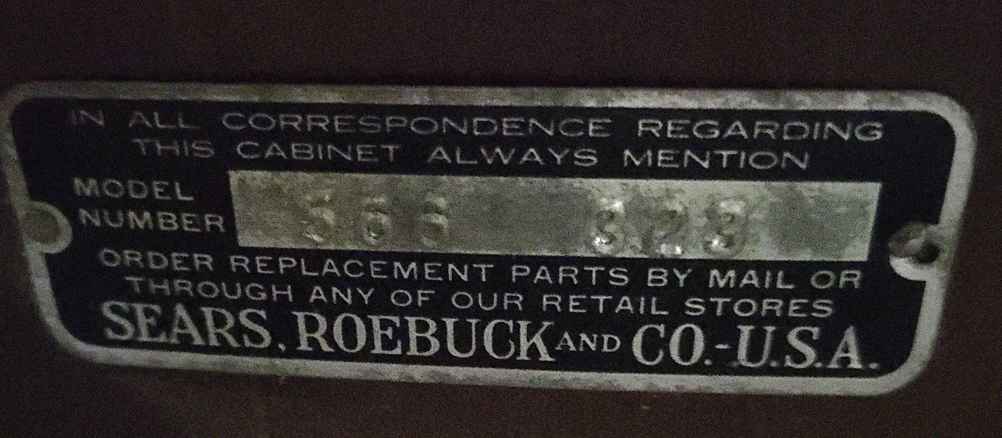 IN ALL CORRESPONDENCE REGARDING
THIS CABINET ALWAYS MENTION
MODEL
NUMBER
ORDER REPLACEMENT PARTS BY MAIL OR
THROUGH ANY OF OUR RETAIL STORES
SEARS, ROEBUCK AND CO.-U.S.A.